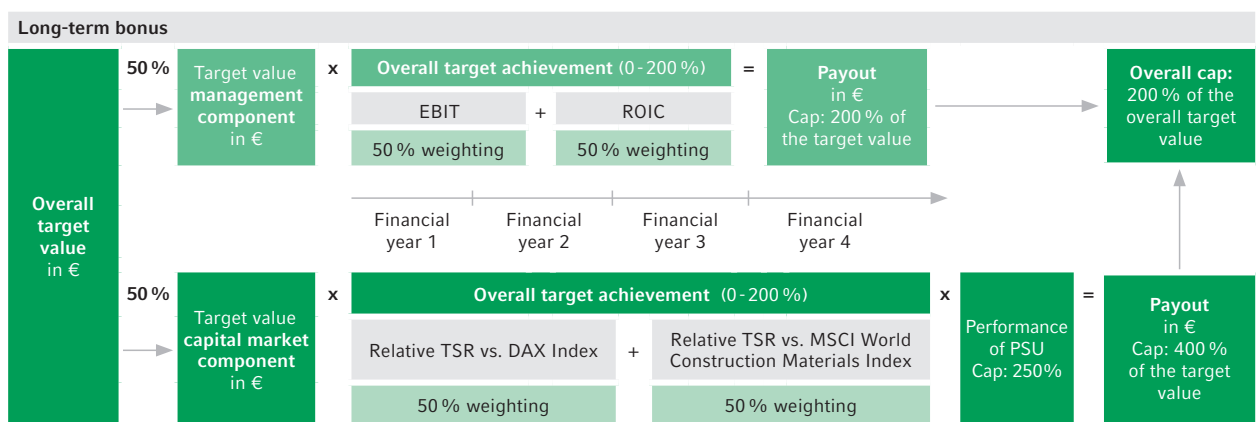 Long-term bonus
Overall
target
value
in €
50 %
Target value
management
component
in €
x
Overall target achievement (0 - 200 %)
EBIT
+
ROIC
50 % weighting
50 % weighting
=
Payout
in €
Cap: 200 % of
the target value
Overall cap:
200 % of the
overall target
value
Financial
year 1
Financial
year 2
Financial
year 3
Financial
year 4
50 %
Target value
capital market
component
in €
x
Overall target achievement (0 - 200 %)
Relative TSR vs. DAX Index
+
Relative TSR vs. MSCI World
Construction Materials Index
50 % weighting
50 % weighting
x
Performance
of PSU
Cap: 250%
=
Payout
in €
Cap: 400 %
of the target
value